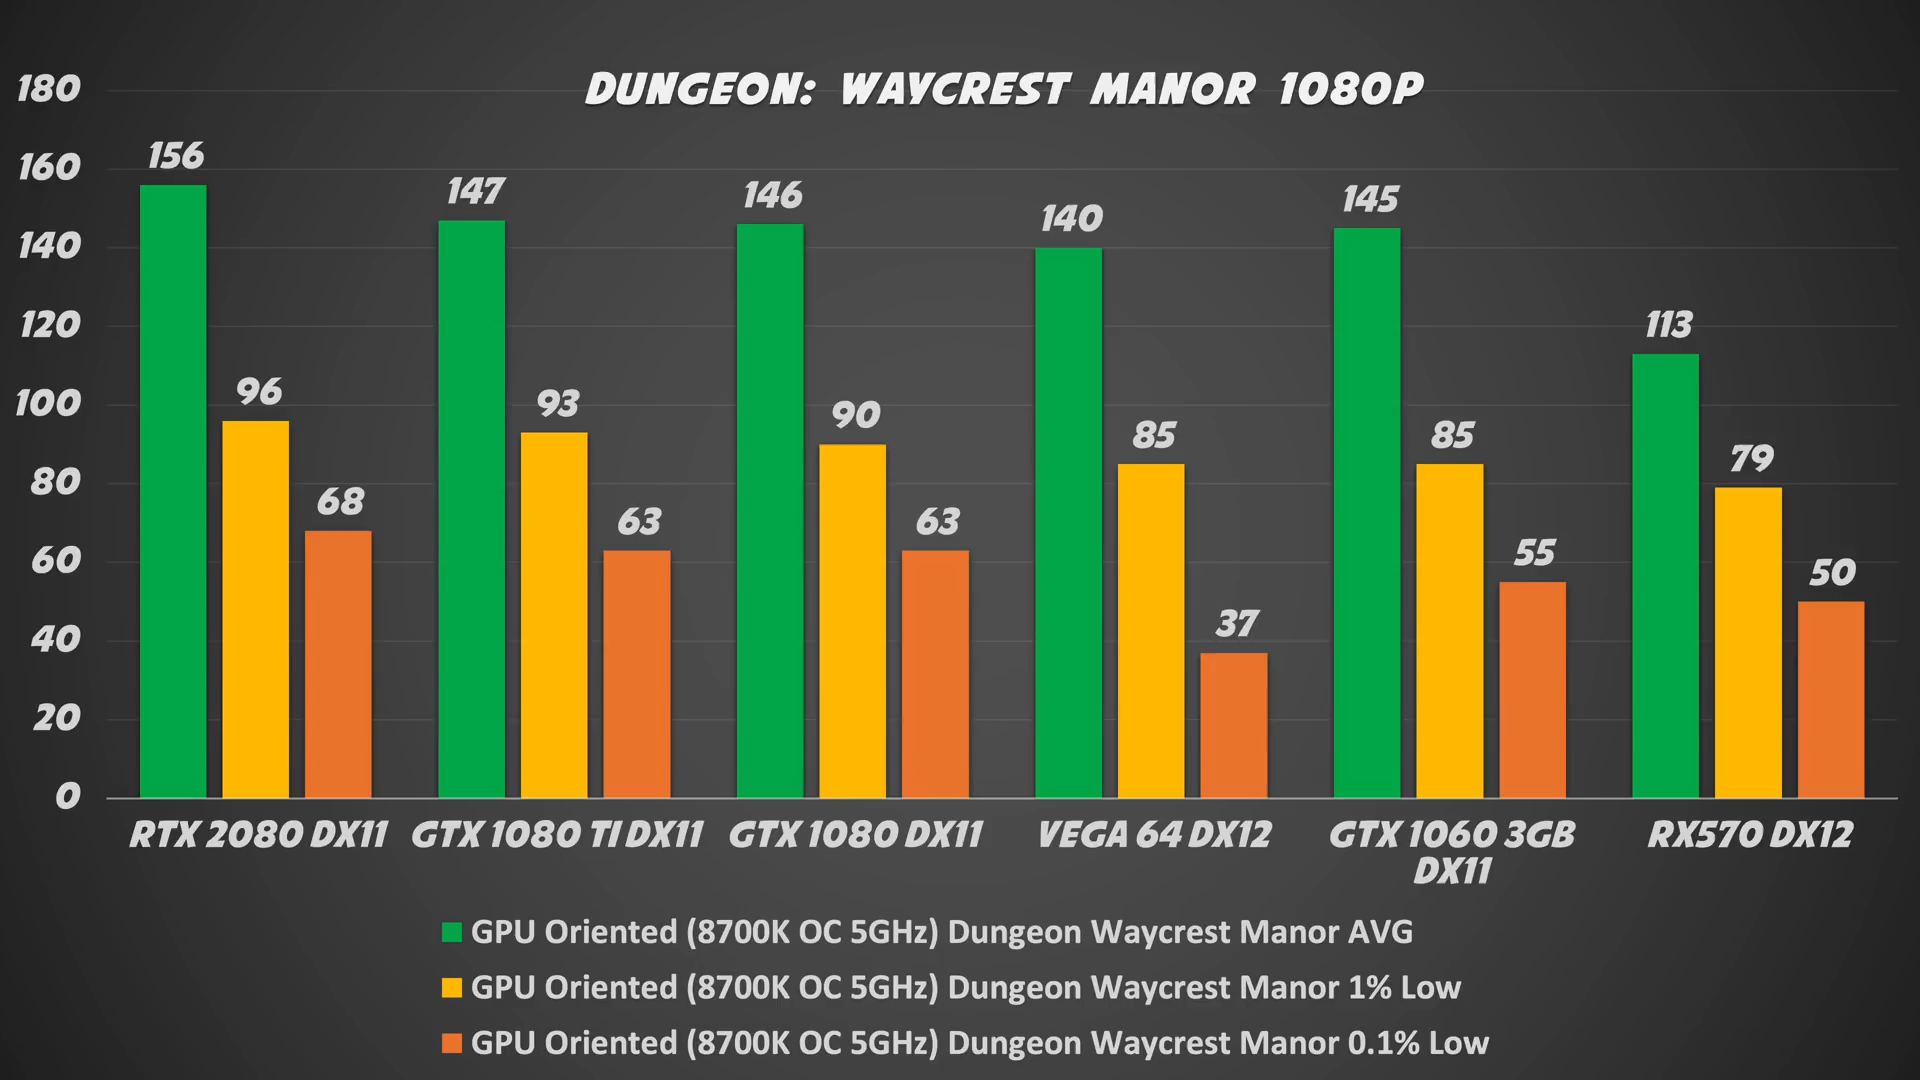 DUNGEON: WAYCREST MANOR 1080P
180
160
140
120
100
80
60
40
20
0
156
96
68
147
93
63
146
90
63
140
85
37
145
85
55
113
79
50
RTX 2080 DX11
GTX 1080 TI DX11
GTX 1080 DX11
VEGA 64 DX12
GTX 1060 3GB
DX11
RX570 DX12
GPU Oriented (8700K OC 5GHz) Dungeon Waycrest Manor AVG
GPU Oriented (8700K OC 5GHz) Dungeon Waycrest Manor 1% Low
GPU Oriented (8700K OC 5GHz) Dungeon Waycrest Manor 0.1% Low